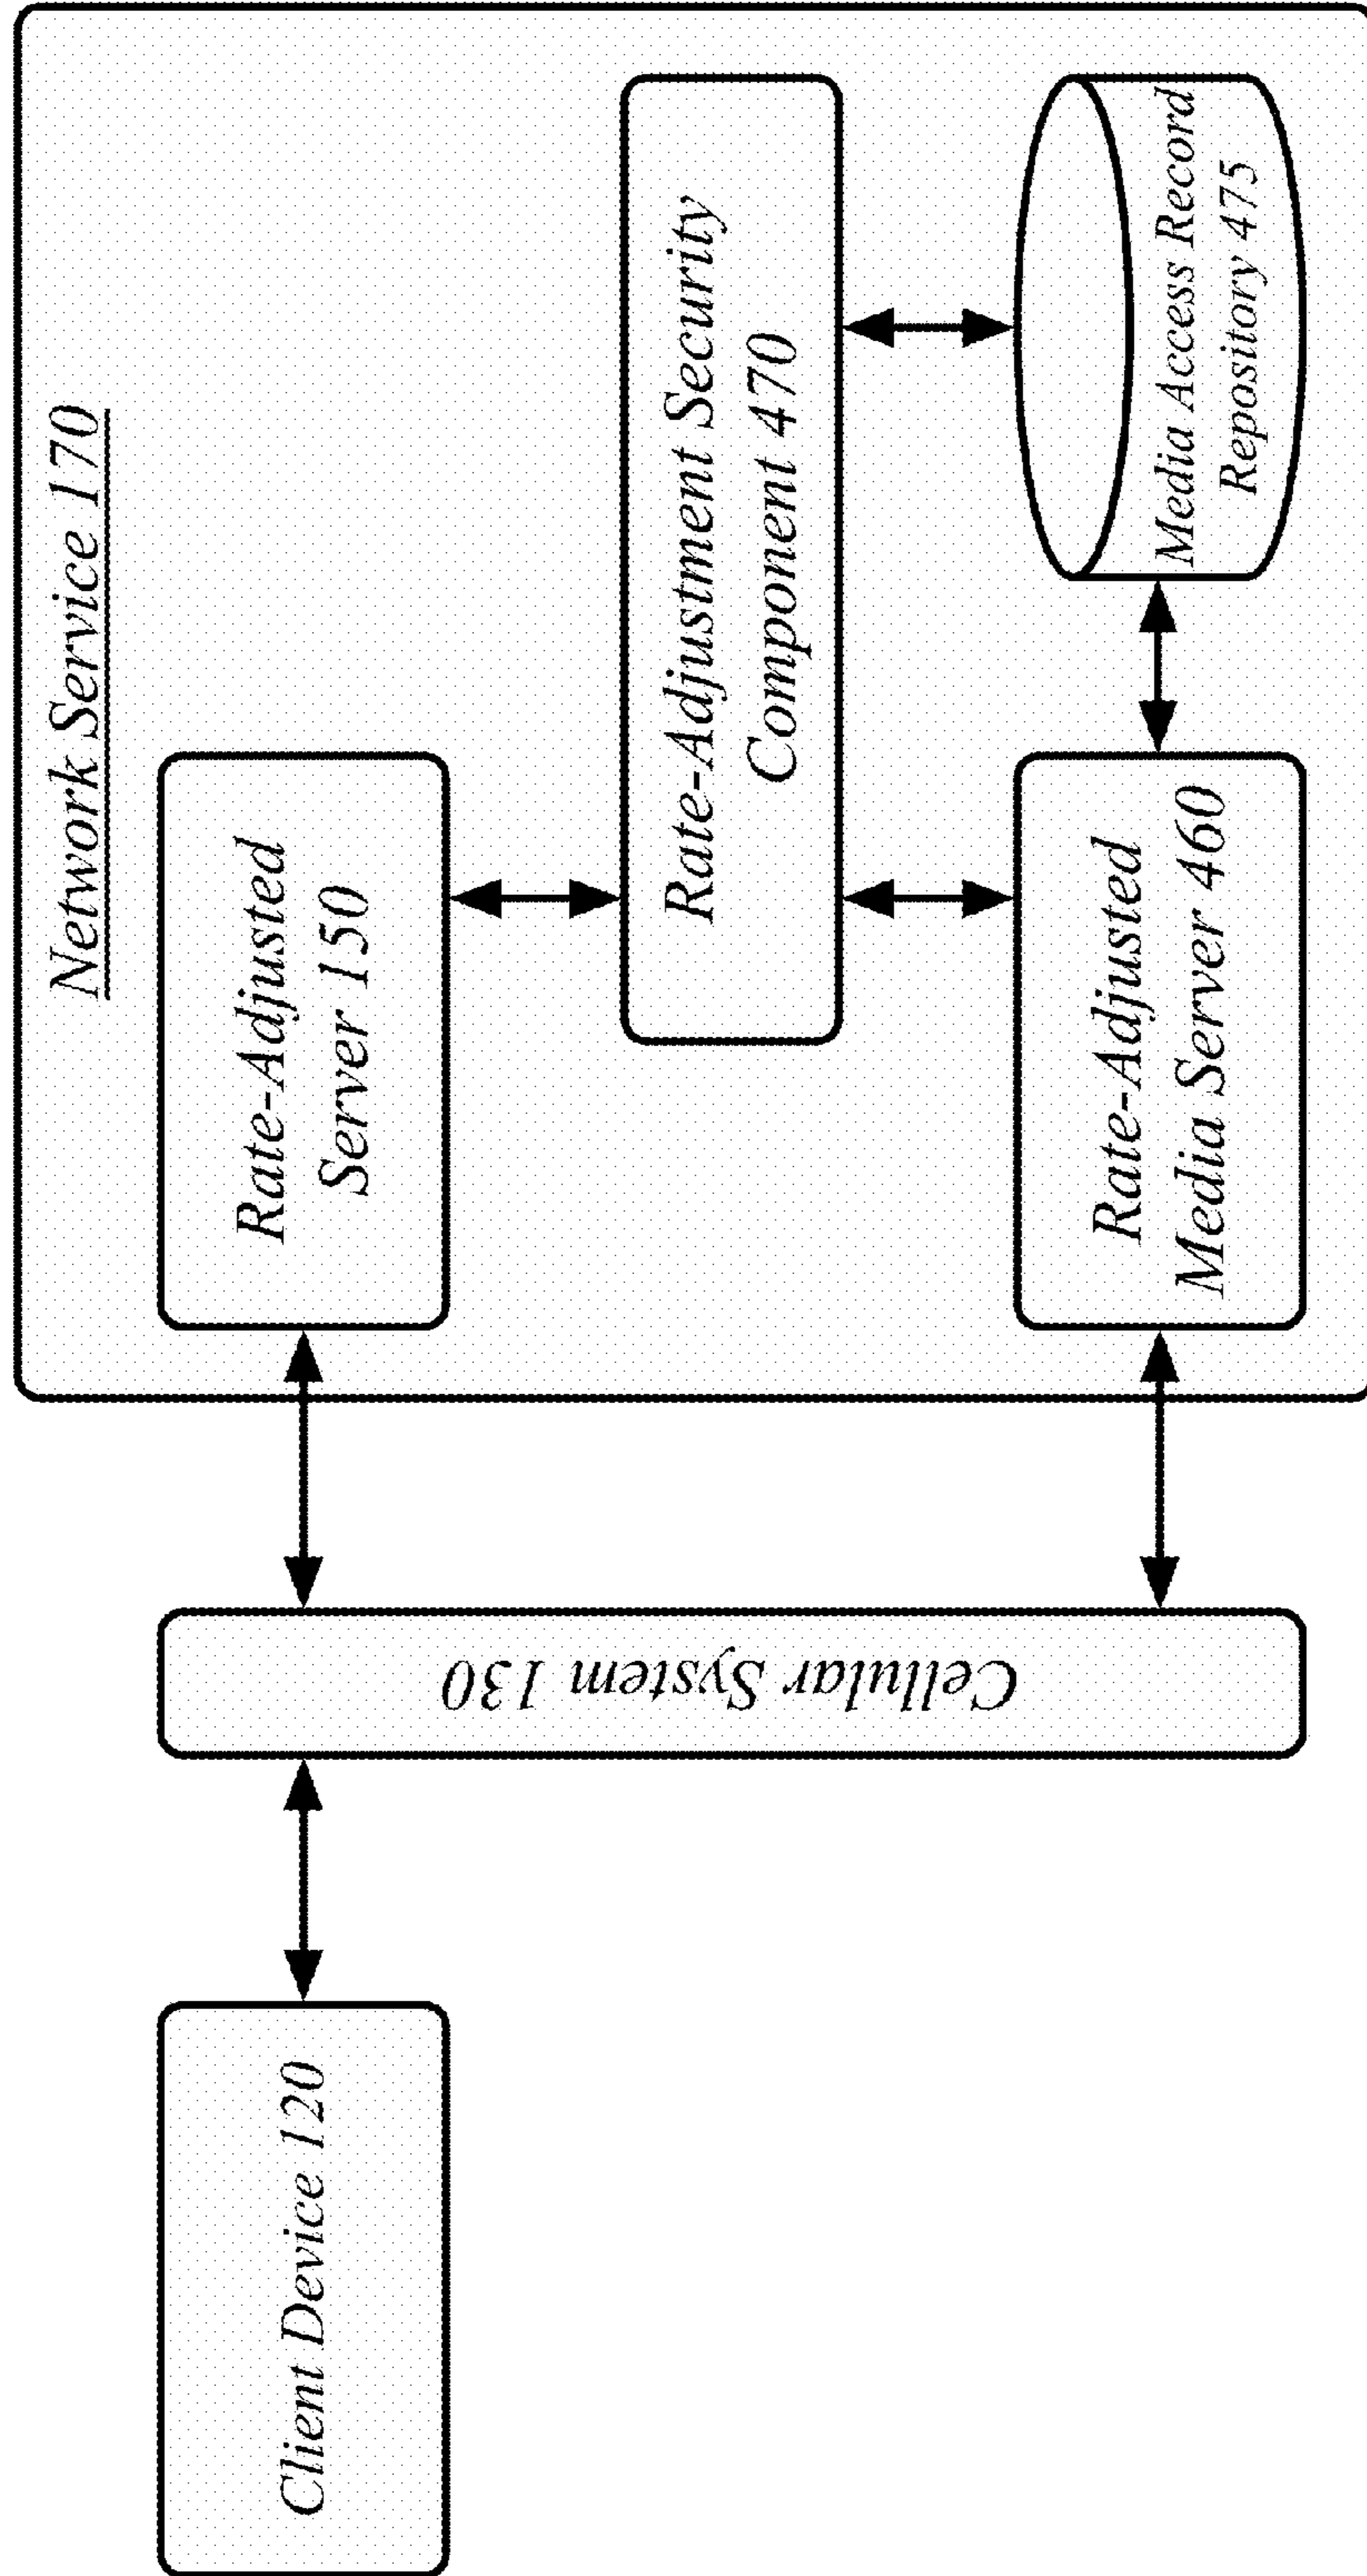 Network Service 170
Client Device 120
Cellular System 130
Rate-Adjusted
Server 150
Rate-Adjustment Security
Component 470
Rate-Adjusted
Media Server 460
Media Access Record
Repository 475